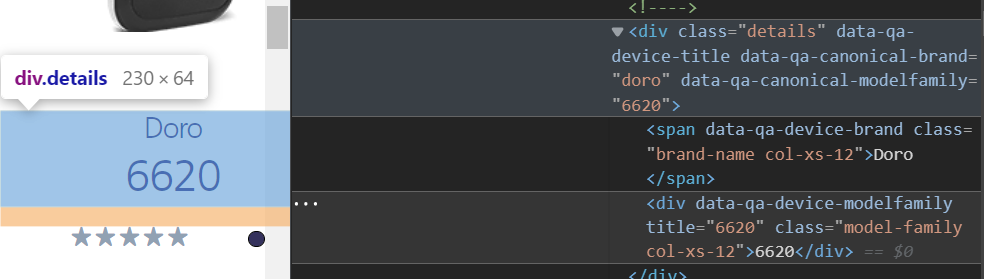 div.details 230 × 64
Doro
6620
<!---->
▼<div class="details" data-qa-
device-title data-qa-canonical-brand=
"doro" data-qa-canonical-modelfamily=
"6620">
<span data-qa-device-brand class=
"brand-name col-xs-12">Doro
</span>
...
<div data-qa-device-modelfamily
title="6620" class="model-family
col-xs-12">6620</div> == $0
</div>